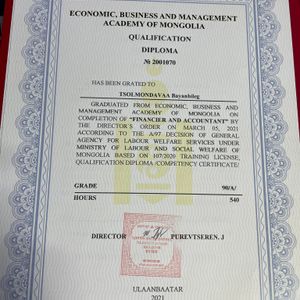 ECONOMIC, BUSINESS AND MANAGEMENT
ACADEMY OF MONGOLIA
QUALIFICATION
DIPLOMA
№ 2001070
HAS BEEN GRATED TO
TSOLMONDAVAA Bayanbileg
GRADUATED FROM ECONOMIC, BUSINESS AND
MANAGEMENT ACADEMY OF MONGOLIA ON
COMPLETION OF "FINANCIER AND ACCOUNTANT" BY
THE DIRECTOR'S ORDER ON MARCH 05, 2021
ACCORDING TO THE A/97 DECISION OF GENERAL
AGENCY FOR LABOUR WELFARE SERVICES UNDER
MINISTRY OF LABOUR AND SOCIAL WELFARE OF
MONGOLIA BASED ON 107/2020 TRAINING LICENSE,
QUALIFICATION DIPLOMA /COMPETENCY CERTIFICATE/
GRADE 90/A/
HOURS 540
DIRECTOR PUREVTSEREN. J
ULAANBAATAR
2021